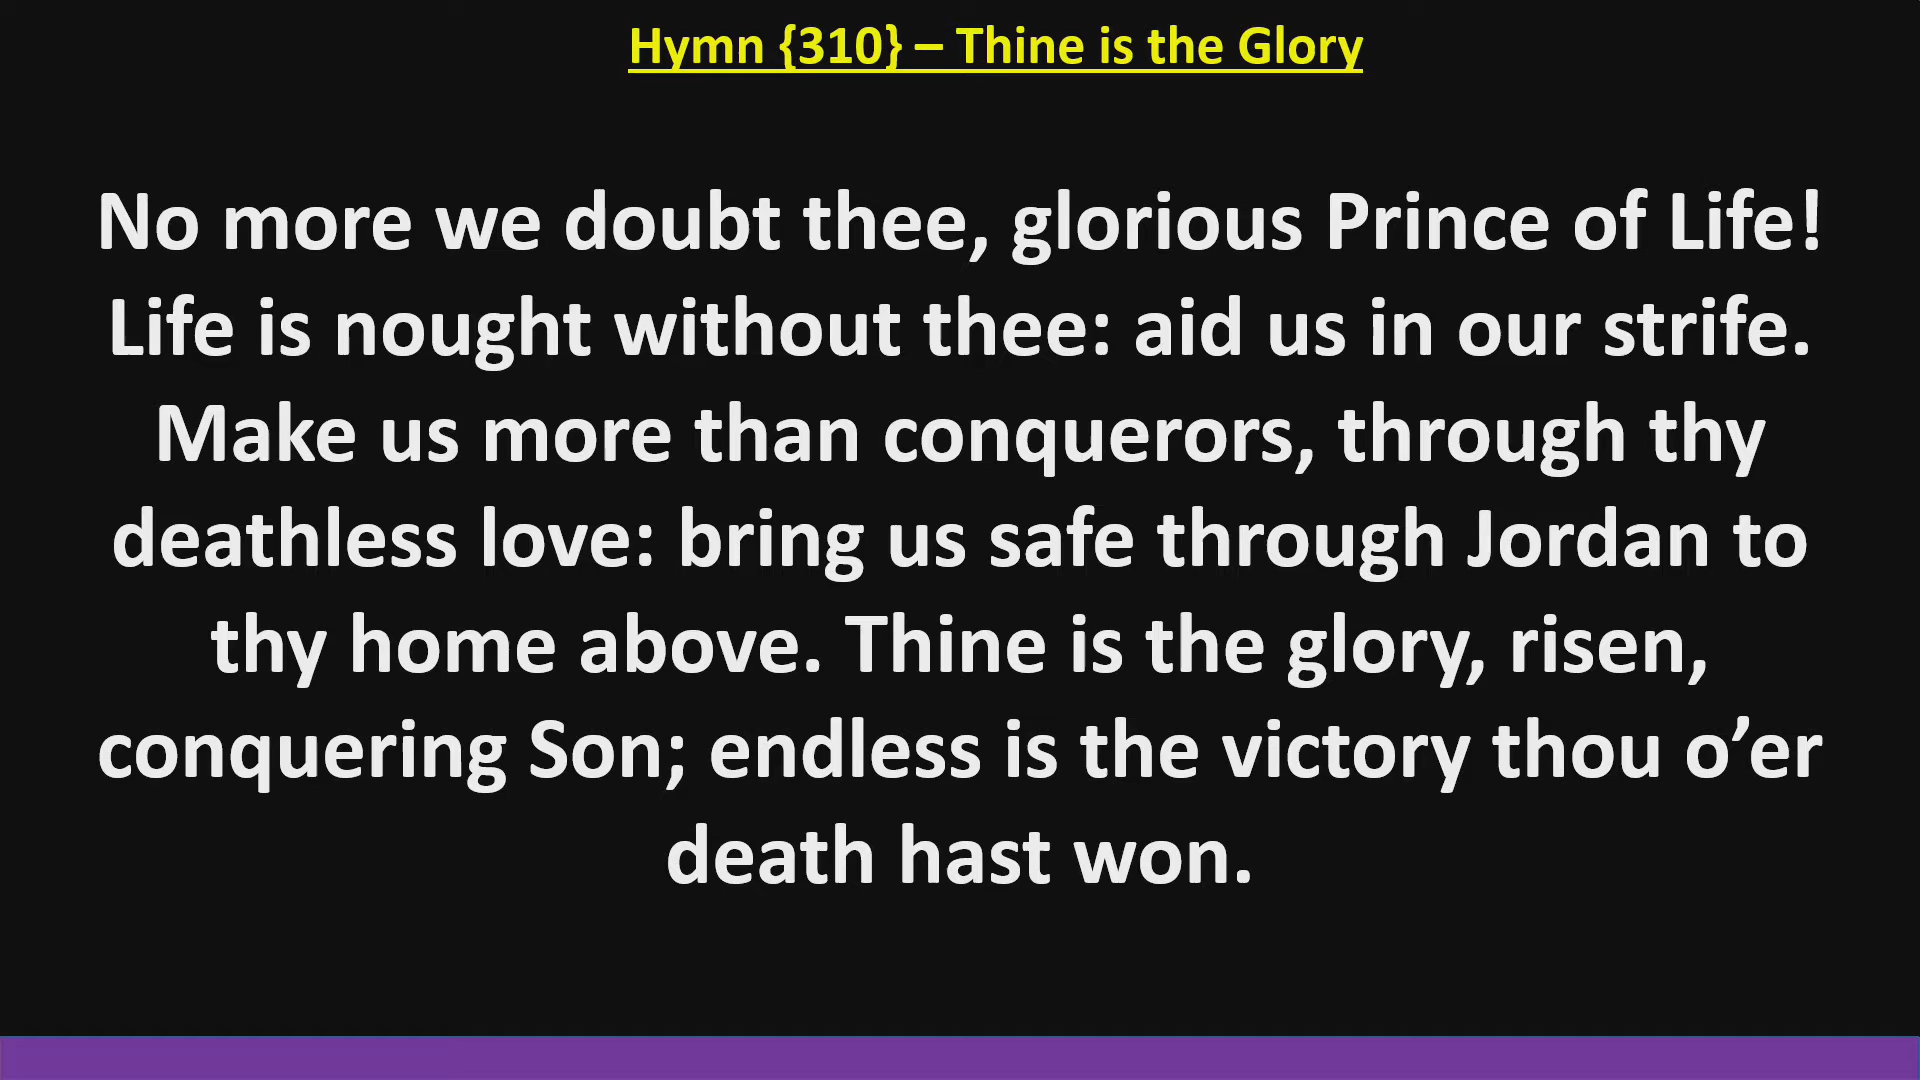 Hymn {310} – Thine is the Glory
No more we doubt thee, glorious Prince of Life!
Life is nought without thee: aid us in our strife.
Make us more than conquerors, through thy
deathless love: bring us safe through Jordan to
thy home above. Thine is the glory, risen,
conquering Son; endless is the victory thou o’er
death hast won.